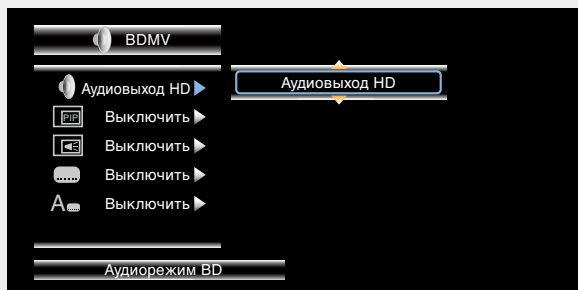 BDMV
Аудиовыход HD
Аудиовыход HD
PIP
Выключить
Выключить
Выключить
A
Выключить
Аудиорежим BD